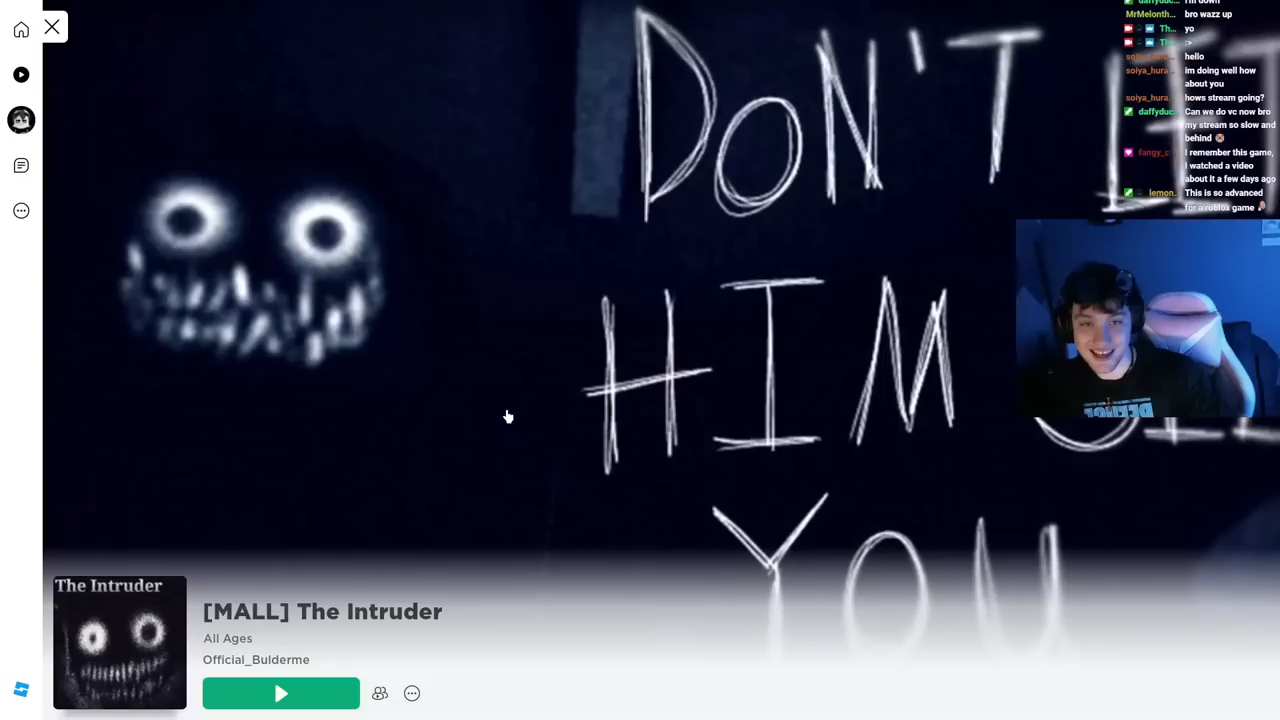 DON'T
HIM
YOU
bro wazz up
yo
:>
hello
im doing well how
about you
hows stream going?
Can we do vc now bro
my stream so slow and
behind
I remember this game,
I watched a video
about it a few days ago
This is so advanced
for a roblox game
The Intruder
[MALL] The Intruder
All Ages
Official_Bulderme